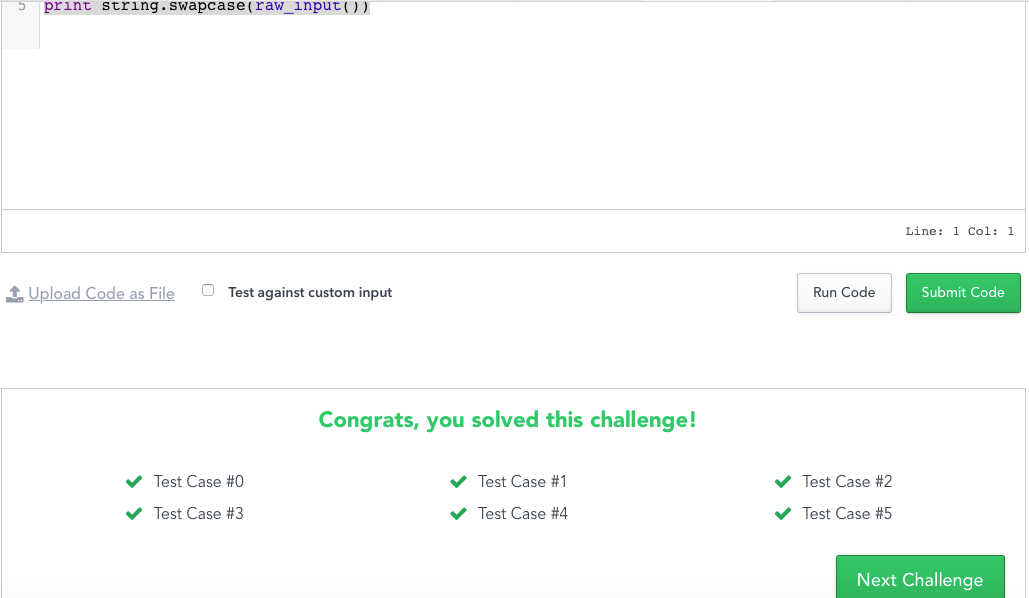 5 print string.swapcase(raw_input())
Line: 1 Col: 1
Upload Code as File Test against custom input Run Code Submit Code
Congrats, you solved this challenge!
Test Case #0 Test Case #1 Test Case #2
Test Case #3 Test Case #4 Test Case #5
Next Challenge